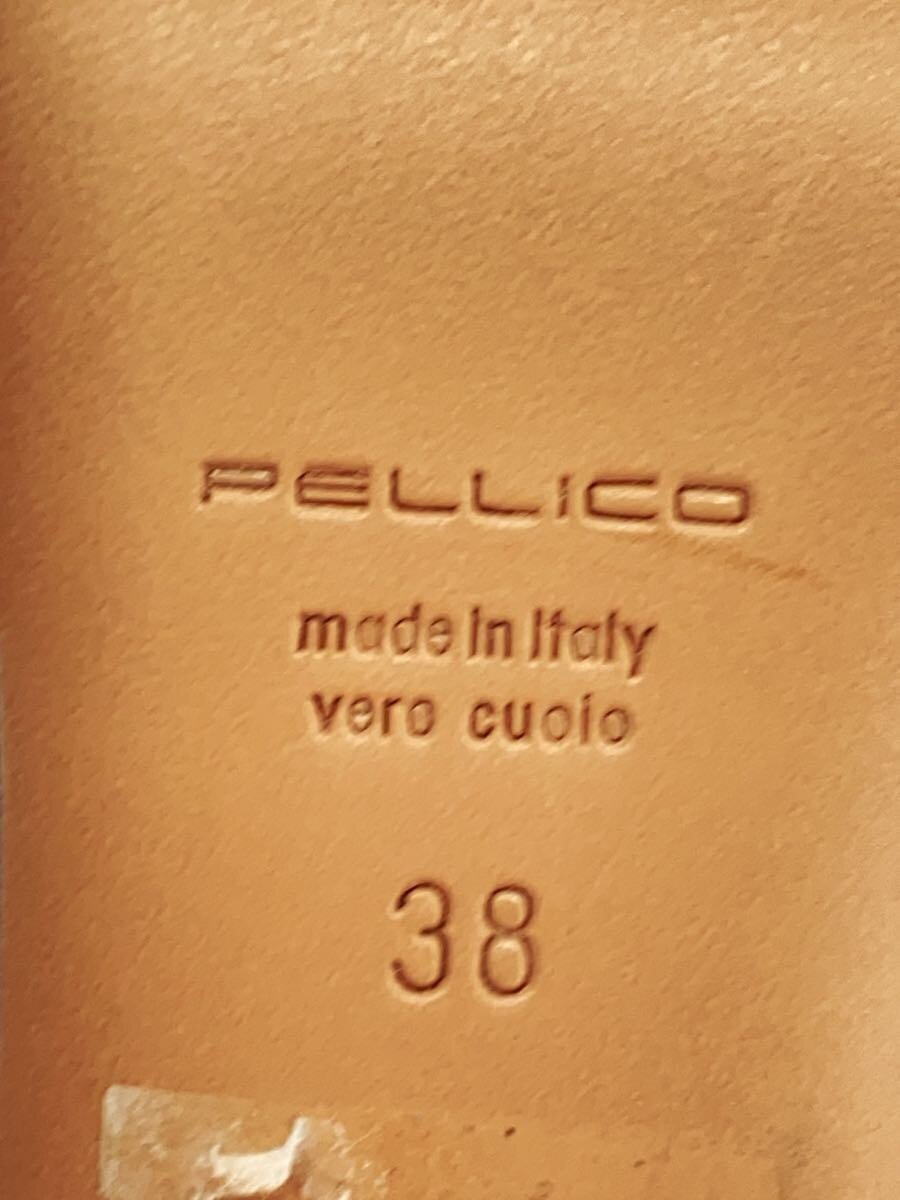 PELLICO
made in Italy
vero cuoio
38